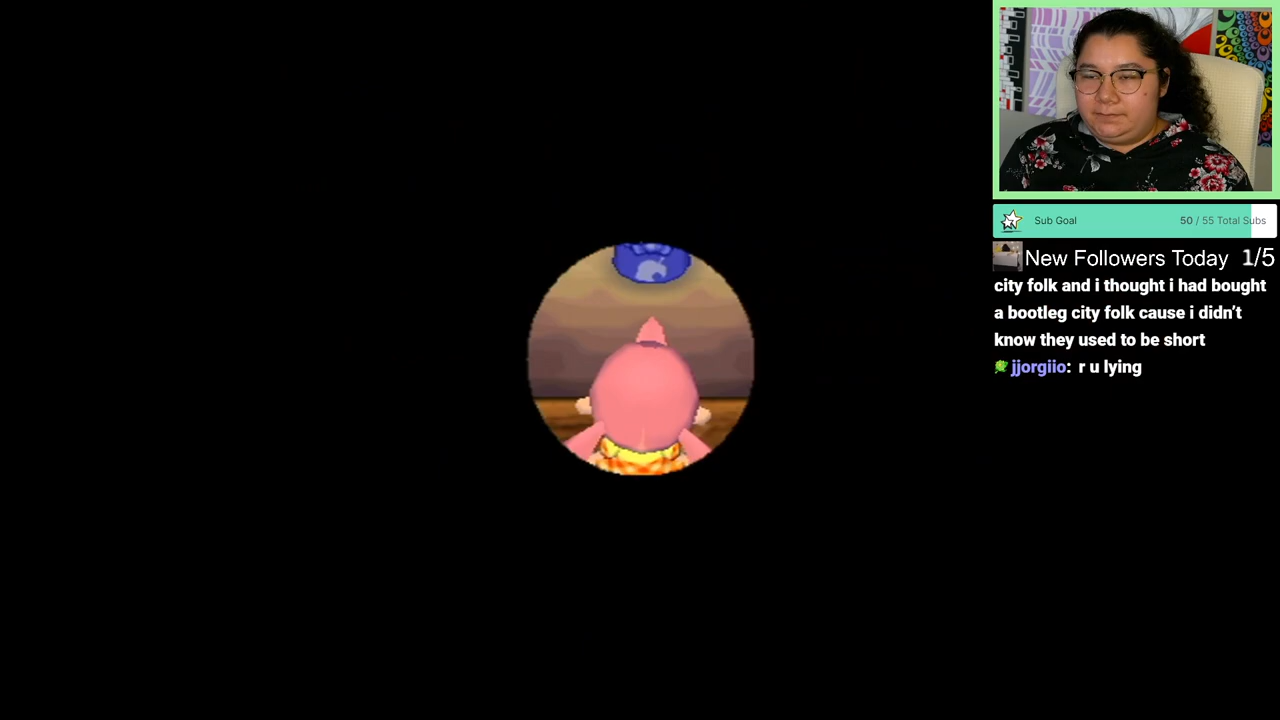 Sub Goal 50 / 55 Total Subs
New Followers Today 1/5
city folk and i thought i had bought
a bootleg city folk cause i didn't
know they used to be short
jjorgiio: r u lying